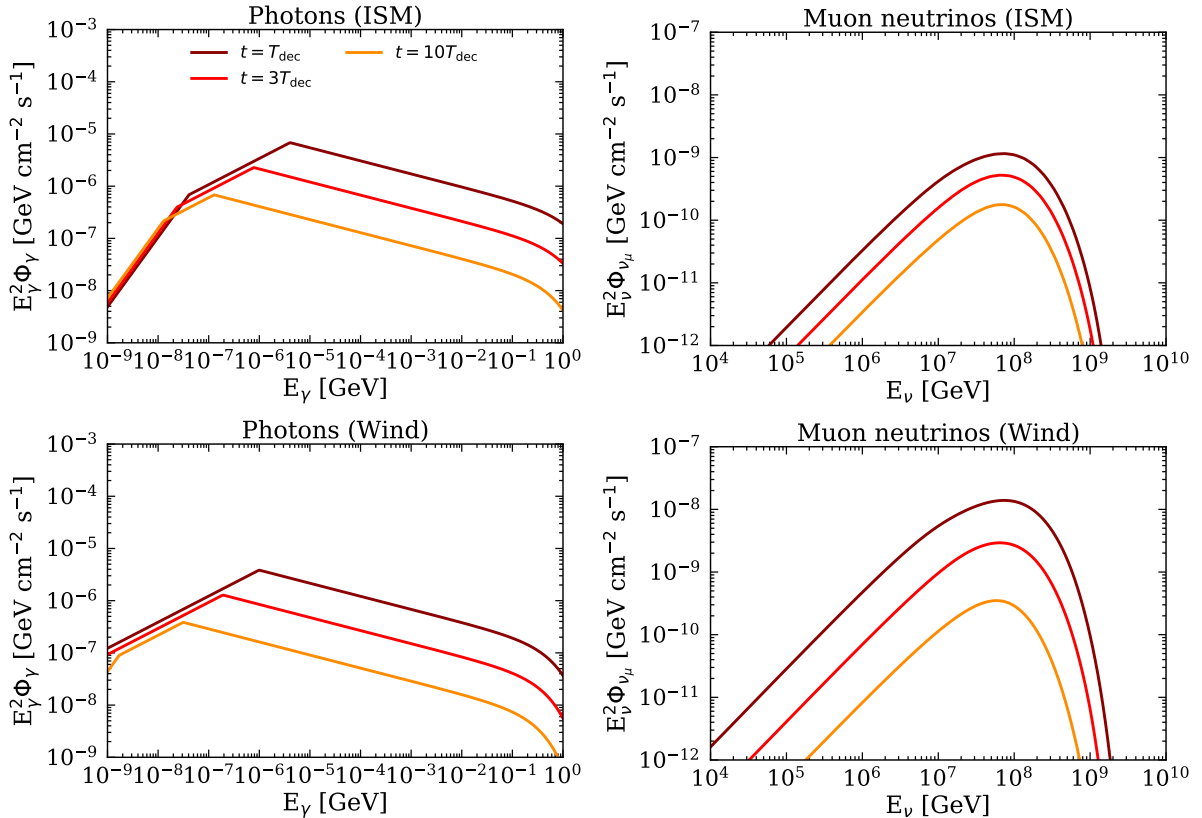 Photons (ISM)
E_γ^2Φ_γ [GeV cm^−2 s^−1]
10^−3
10^−4
10^−5
10^−6
10^−7
10^−8
10^−9
t = T_dec
t = 3T_dec
t = 10T_dec
10^−9 10^−8 10^−7 10^−6 10^−5 10^−4 10^−3 10^−2 10^−1 10^0
E_γ [GeV]
Muon neutrinos (ISM)
E_ν^2Φ_ν_μ [GeV cm^−2 s^−1]
10^−7
10^−8
10^−9
10^−10
10^−11
10^−12
10^4 10^5 10^6 10^7 10^8 10^9 10^10
E_ν [GeV]
Photons (Wind)
E_γ^2Φ_γ [GeV cm^−2 s^−1]
10^−3
10^−4
10^−5
10^−6
10^−7
10^−8
10^−9
10^−9 10^−8 10^−7 10^−6 10^−5 10^−4 10^−3 10^−2 10^−1 10^0
E_γ [GeV]
Muon neutrinos (Wind)
E_ν^2Φ_ν_μ [GeV cm^−2 s^−1]
10^−7
10^−8
10^−9
10^−10
10^−11
10^−12
10^4 10^5 10^6 10^7 10^8 10^9 10^10
E_ν [GeV]